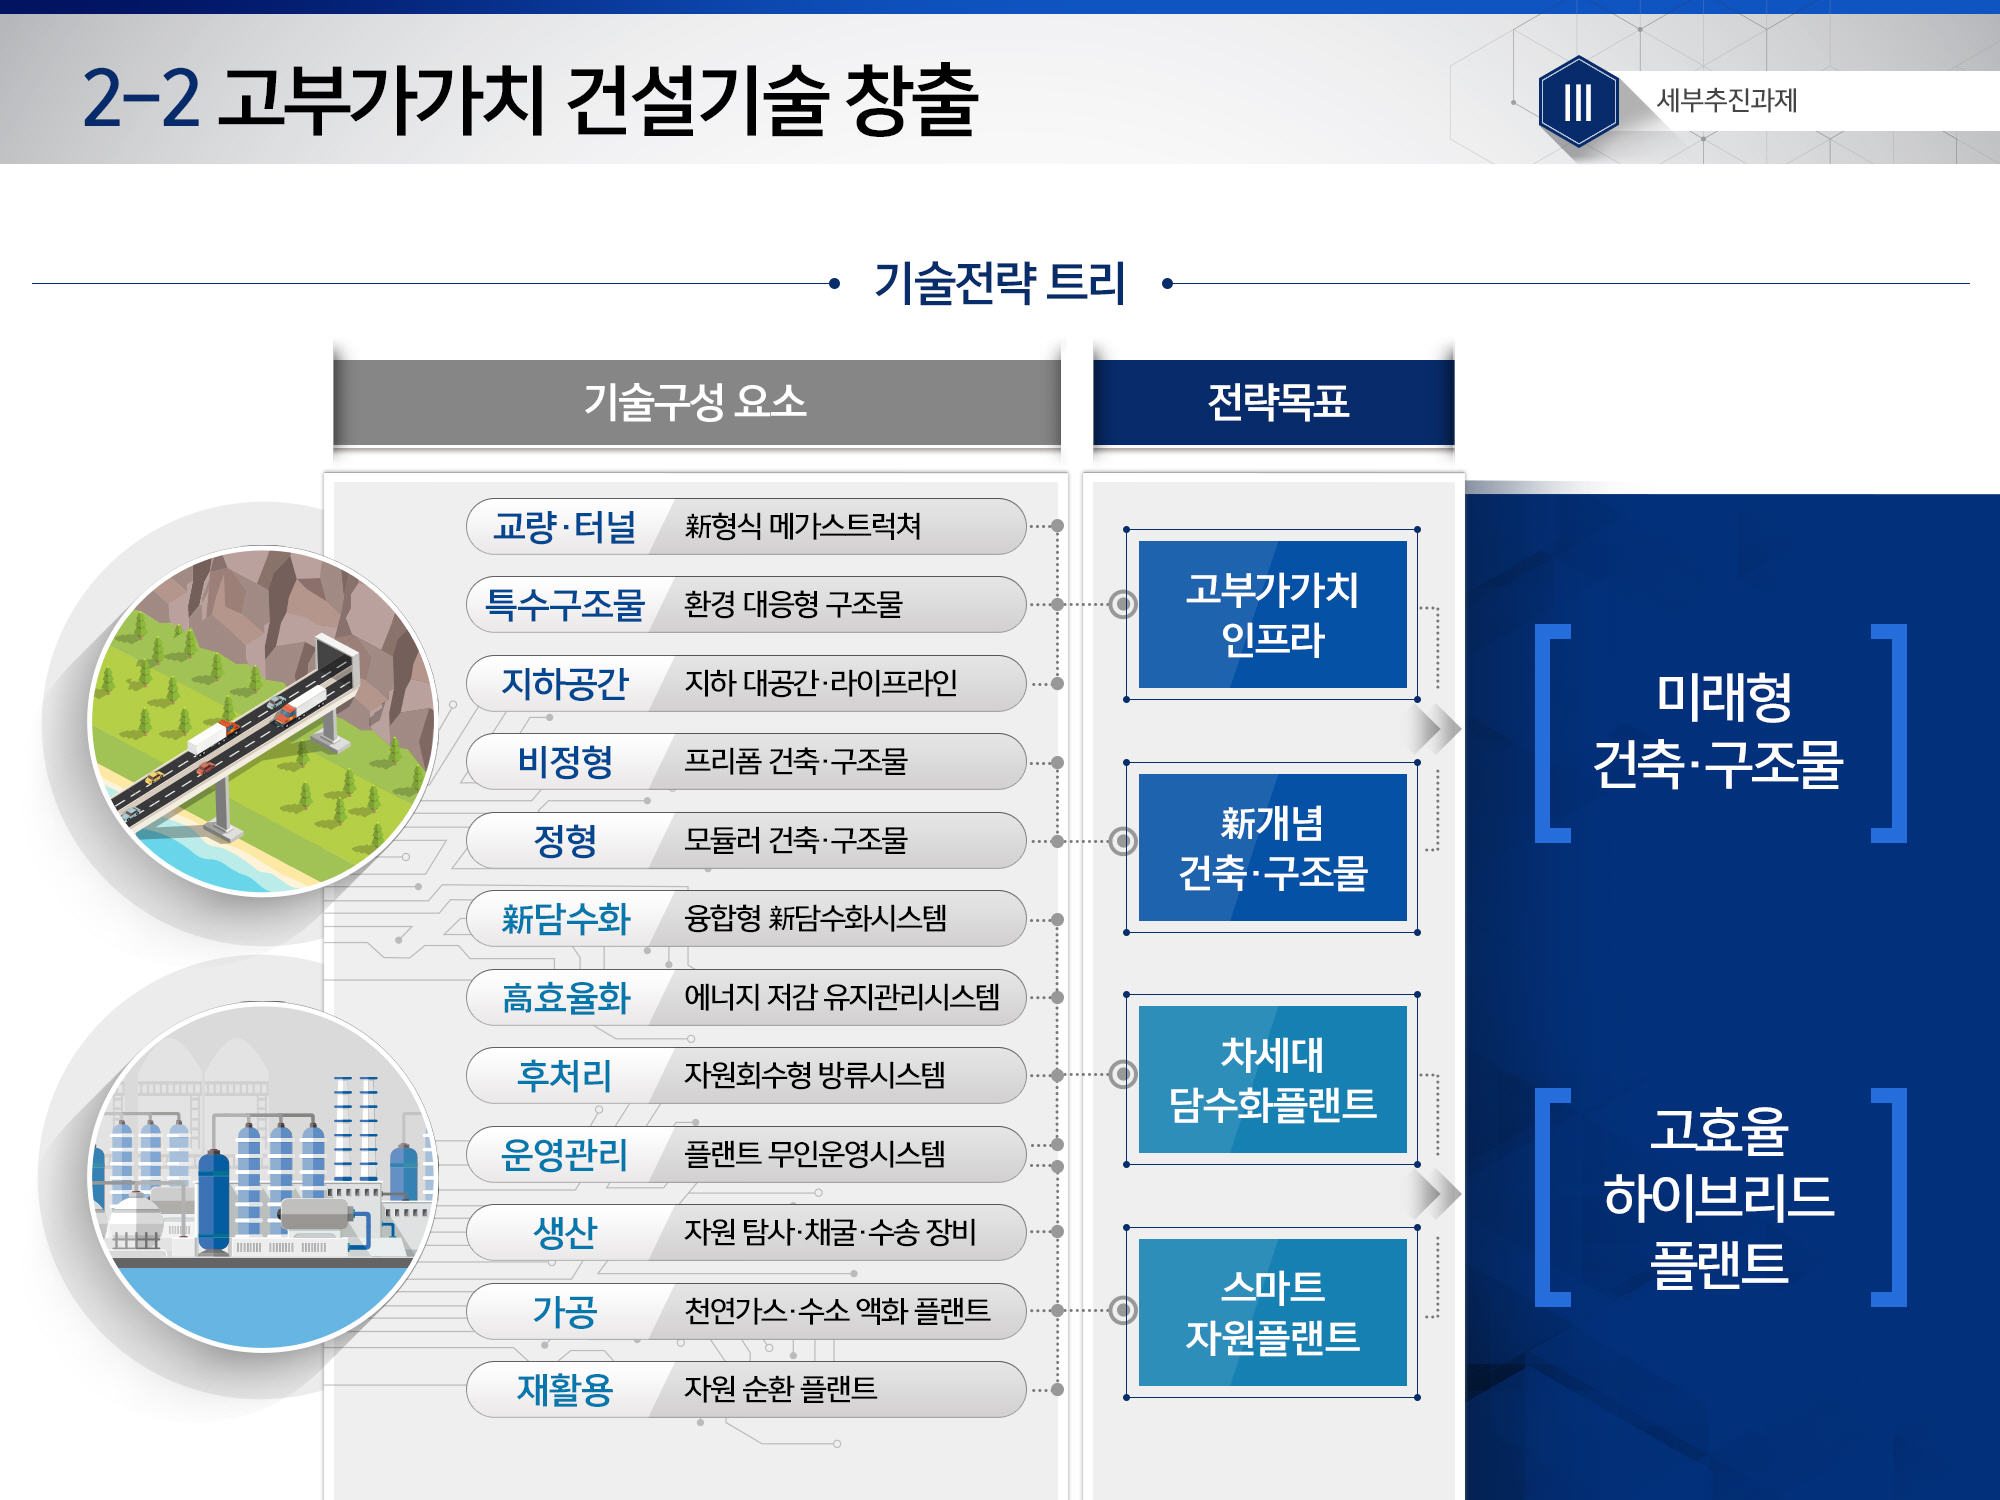 2-2 고부가가치 건설기술 창출
III 세부추진과제
기술전략 트리
기술구성 요소
전략목표
교량·터널 新형식 메가스트럭쳐
특수구조물 환경 대응형 구조물
지하공간 지하 대공간·라이프라인
비정형 프리폼 건축·구조물
정형 모듈러 건축·구조물
新담수화 융합형 新담수화시스템
高효율화 에너지 저감 유지관리시스템
후처리 자원회수형 방류시스템
운영관리 플랜트 무인운영시스템
생산 자원 탐사·채굴·수송 장비
가공 천연가스·수소 액화 플랜트
재활용 자원 순환 플랜트
고부가가치
인프라
新개념
건축·구조물
차세대
담수화플랜트
스마트
자원플랜트
미래형
건축·구조물
고효율
하이브리드
플랜트